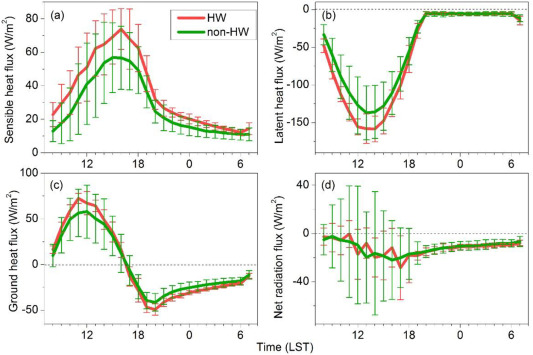 (a)
HW
non-HW
Sensible heat flux (W/m²)
80
60
40
20
0
12
18
0
6
(b)
Latent heat flux (W/m²)
0
-50
-100
-150
12
18
0
6
(c)
Ground heat flux (W/m²)
100
50
0
-50
12
18
0
6
(d)
Net radiation flux (W/m²)
40
0
-40
12
18
0
6
Time (LST)